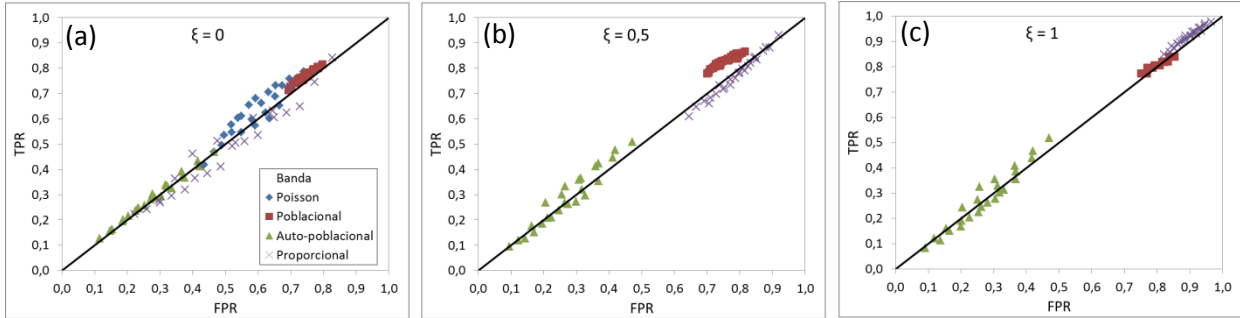 (a)
ξ = 0
TPR
1,0
0,9
0,8
0,7
0,6
0,5
0,4
0,3
0,2
0,1
0,0
Banda
Poisson
Poblacional
Auto-poblacional
Proporcional
0,0 0,1 0,2 0,3 0,4 0,5 0,6 0,7 0,8 0,9 1,0
FPR
(b)
ξ = 0,5
TPR
1,0
0,9
0,8
0,7
0,6
0,5
0,4
0,3
0,2
0,1
0,0
0,0 0,1 0,2 0,3 0,4 0,5 0,6 0,7 0,8 0,9 1,0
FPR
(c)
ξ = 1
TPR
1,0
0,9
0,8
0,7
0,6
0,5
0,4
0,3
0,2
0,1
0,0
0,0 0,1 0,2 0,3 0,4 0,5 0,6 0,7 0,8 0,9 1,0
FPR